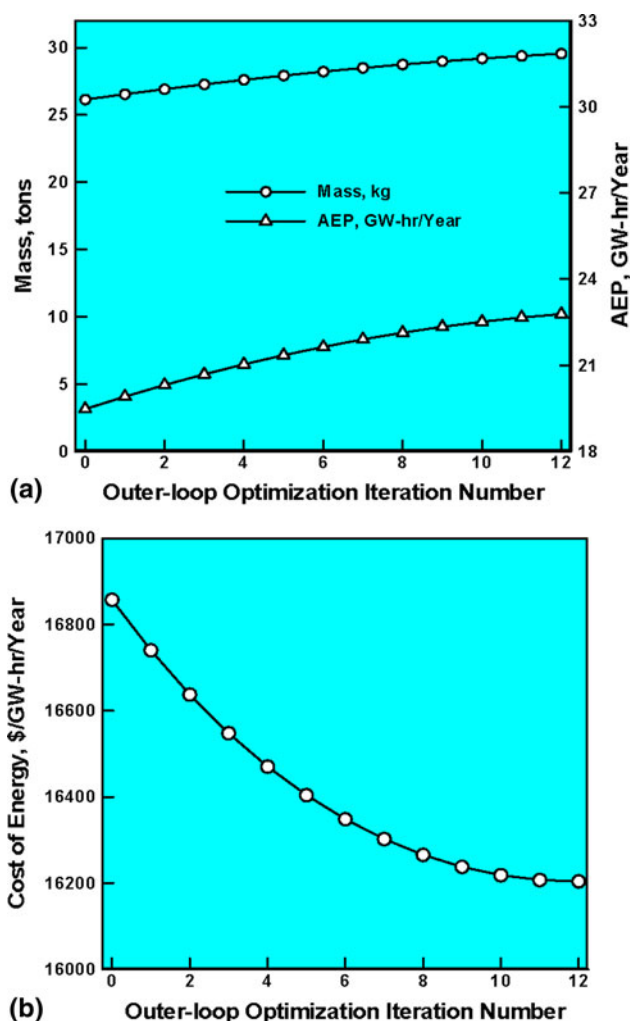 33
30
30
25
27
20
Mass, kg
AEP, GW-hr/Year
15
24
10
21
5
0
18
0 2 4 6 8 10 12
Mass, tons
AEP, GW-hr/Year
(a) Outer-loop Optimization Iteration Number
17000
16800
16600
16400
16200
16000
0 2 4 6 8 10 12
Cost of Energy, $/GW-hr/Year
(b) Outer-loop Optimization Iteration Number